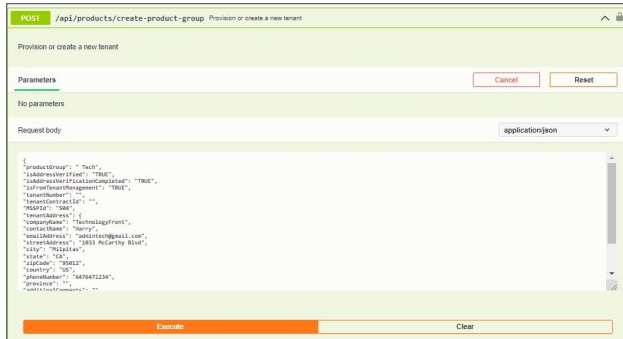 POST /api/products/create-product-group Provision or create a new tenant
Provision or create a new tenant
Parameters
Cancel
Reset
No parameters
Request body
application/json
{
"productGroup": " Tech",
"isAddressVerified": "TRUE",
"isAddressVerificationCompleted": "TRUE",
"isFromTenantManagement": "TRUE",
"tenantNumber": "",
"tenantContractId": "",
"MSSPId": "504",
"tenantAddress": {
"companyName": "TechnologyFront",
"contactName": "Harry",
"emailAddress": "admintech@gmail.com",
"streetAddress": "1033 McCarthy Blvd",
"city": "Milpitas",
"state": "CA",
"zipCode": "95012",
"country": "US",
"phoneNumber": "6476471234",
"province": "",
"additionalComments": ""
Execute
Clear